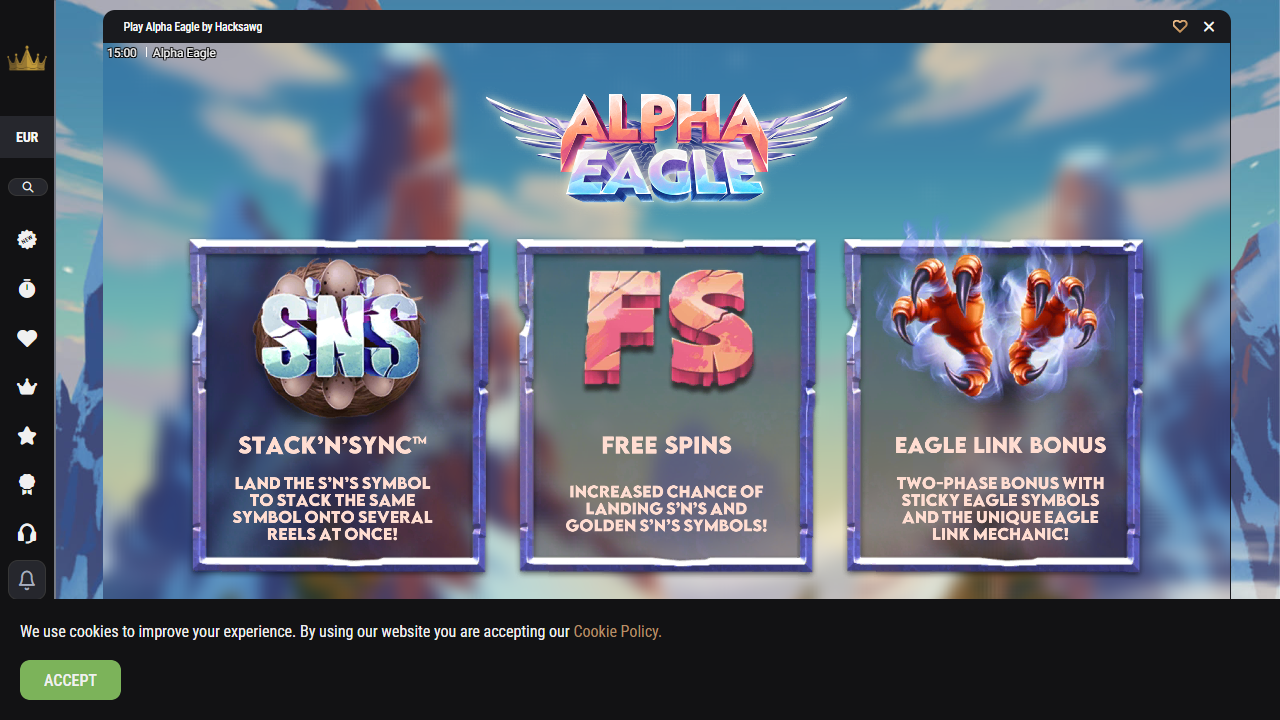 Play Alpha Eagle by Hacksawg
15:00 | Alpha Eagle
ALPHA
EAGLE
EUR
NEW
SNS
FS
STACK'N'SYNC™
LAND THE S'N'S SYMBOL
TO STACK THE SAME
SYMBOL ONTO SEVERAL
REELS AT ONCE!
FREE SPINS
INCREASED CHANCE OF
LANDING S'N'S AND
GOLDEN S'N'S SYMBOLS!
EAGLE LINK BONUS
TWO-PHASE BONUS WITH
STICKY EAGLE SYMBOLS
AND THE UNIQUE EAGLE
LINK MECHANIC!
We use cookies to improve your experience. By using our website you are accepting our Cookie Policy.
ACCEPT